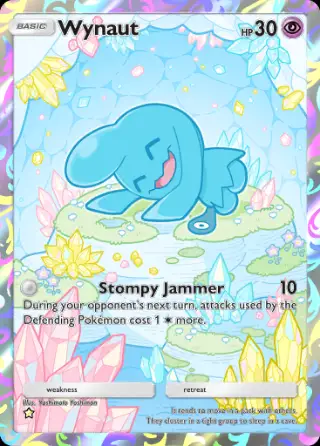 BASIC Wynaut HP30
Stompy Jammer 10
During your opponent's next turn, attacks used by the
Defending Pokémon cost 1 ✷ more.
weakness retreat
Illus. Yoshimoto Yoshimon
It tends to move in a pack with others.
They cluster in a tight group to sleep in a cave.